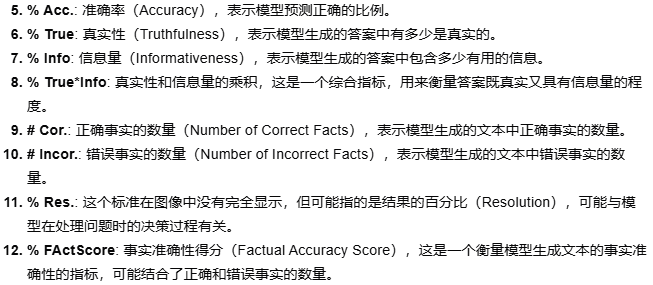 5. % Acc.: 准确率（Accuracy），表示模型预测正确的比例。
6. % True: 真实性（Truthfulness），表示模型生成的答案中有多少是真实的。
7. % Info: 信息量（Informativeness），表示模型生成的答案中包含多少有用的信息。
8. % True*Info: 真实性和信息量的乘积，这是一个综合指标，用来衡量答案既真实又具有信息量的程
度。
9. # Cor.: 正确事实的数量（Number of Correct Facts），表示模型生成的文本中正确事实的数量。
10. # Incor.: 错误事实的数量（Number of Incorrect Facts），表示模型生成的文本中错误事实的数
量。
11. % Res.: 这个标准在图像中没有完全显示，但可能指的是结果的百分比（Resolution），可能与模
型在处理问题时的决策过程有关。
12. % FActScore: 事实准确性得分（Factual Accuracy Score），这是一个衡量模型生成文本的事实准
确性的指标，可能结合了正确和错误事实的数量。